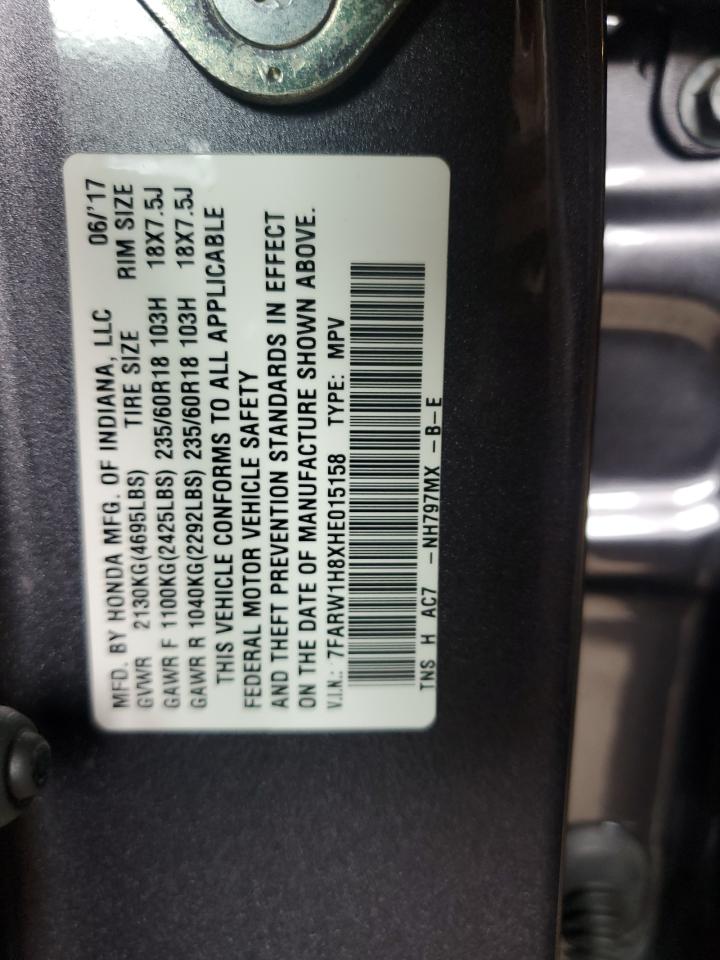 MFD. BY HONDA MFG. OF INDIANA, LLC 06/'17
GVWR 2130KG(4695LBS) TIRE SIZE RIM SIZE
GAWR F 1100KG(2425LBS) 235/60R18 103H 18X7.5J
GAWR R 1040KG(2292LBS) 235/60R18 103H 18X7.5J
THIS VEHICLE CONFORMS TO ALL APPLICABLE
FEDERAL MOTOR VEHICLE SAFETY
AND THEFT PREVENTION STANDARDS IN EFFECT
ON THE DATE OF MANUFACTURE SHOWN ABOVE.
V.I.N.: 7FARW1H8XHE015158 TYPE: MPV
TNS H AC7 -NH797MX -B-E